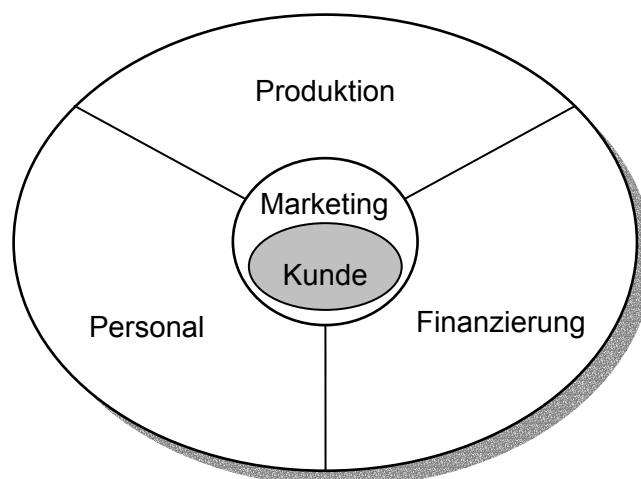 Produktion
Marketing
Kunde
Personal
Finanzierung